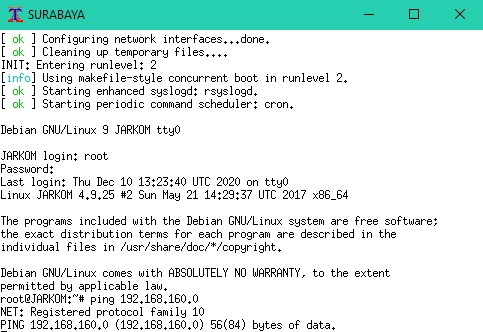 SURABAYA
[ ok ] Configuring network interfaces...done.
[ ok ] Cleaning up temporary files....
INIT: Entering runlevel: 2
[info] Using makefile-style concurrent boot in runlevel 2.
[ ok ] Starting enhanced syslogd: rsyslogd.
[ ok ] Starting periodic command scheduler: cron.
Debian GNU/Linux 9 JARKOM tty0
JARKOM login: root
Password:
Last login: Thu Dec 10 13:23:40 UTC 2020 on tty0
Linux JARKOM 4.9.25 #2 Sun May 21 14:29:37 UTC 2017 x86_64
The programs included with the Debian GNU/Linux system are free software;
the exact distribution terms for each program are described in the
individual files in /usr/share/doc/*/copyright.
Debian GNU/Linux comes with ABSOLUTELY NO WARRANTY, to the extent
permitted by applicable law.
root@JARKOM:~# ping 192.168.160.0
NET: Registered protocol family 10
PING 192.168.160.0 (192.168.160.0) 56(84) bytes of data.